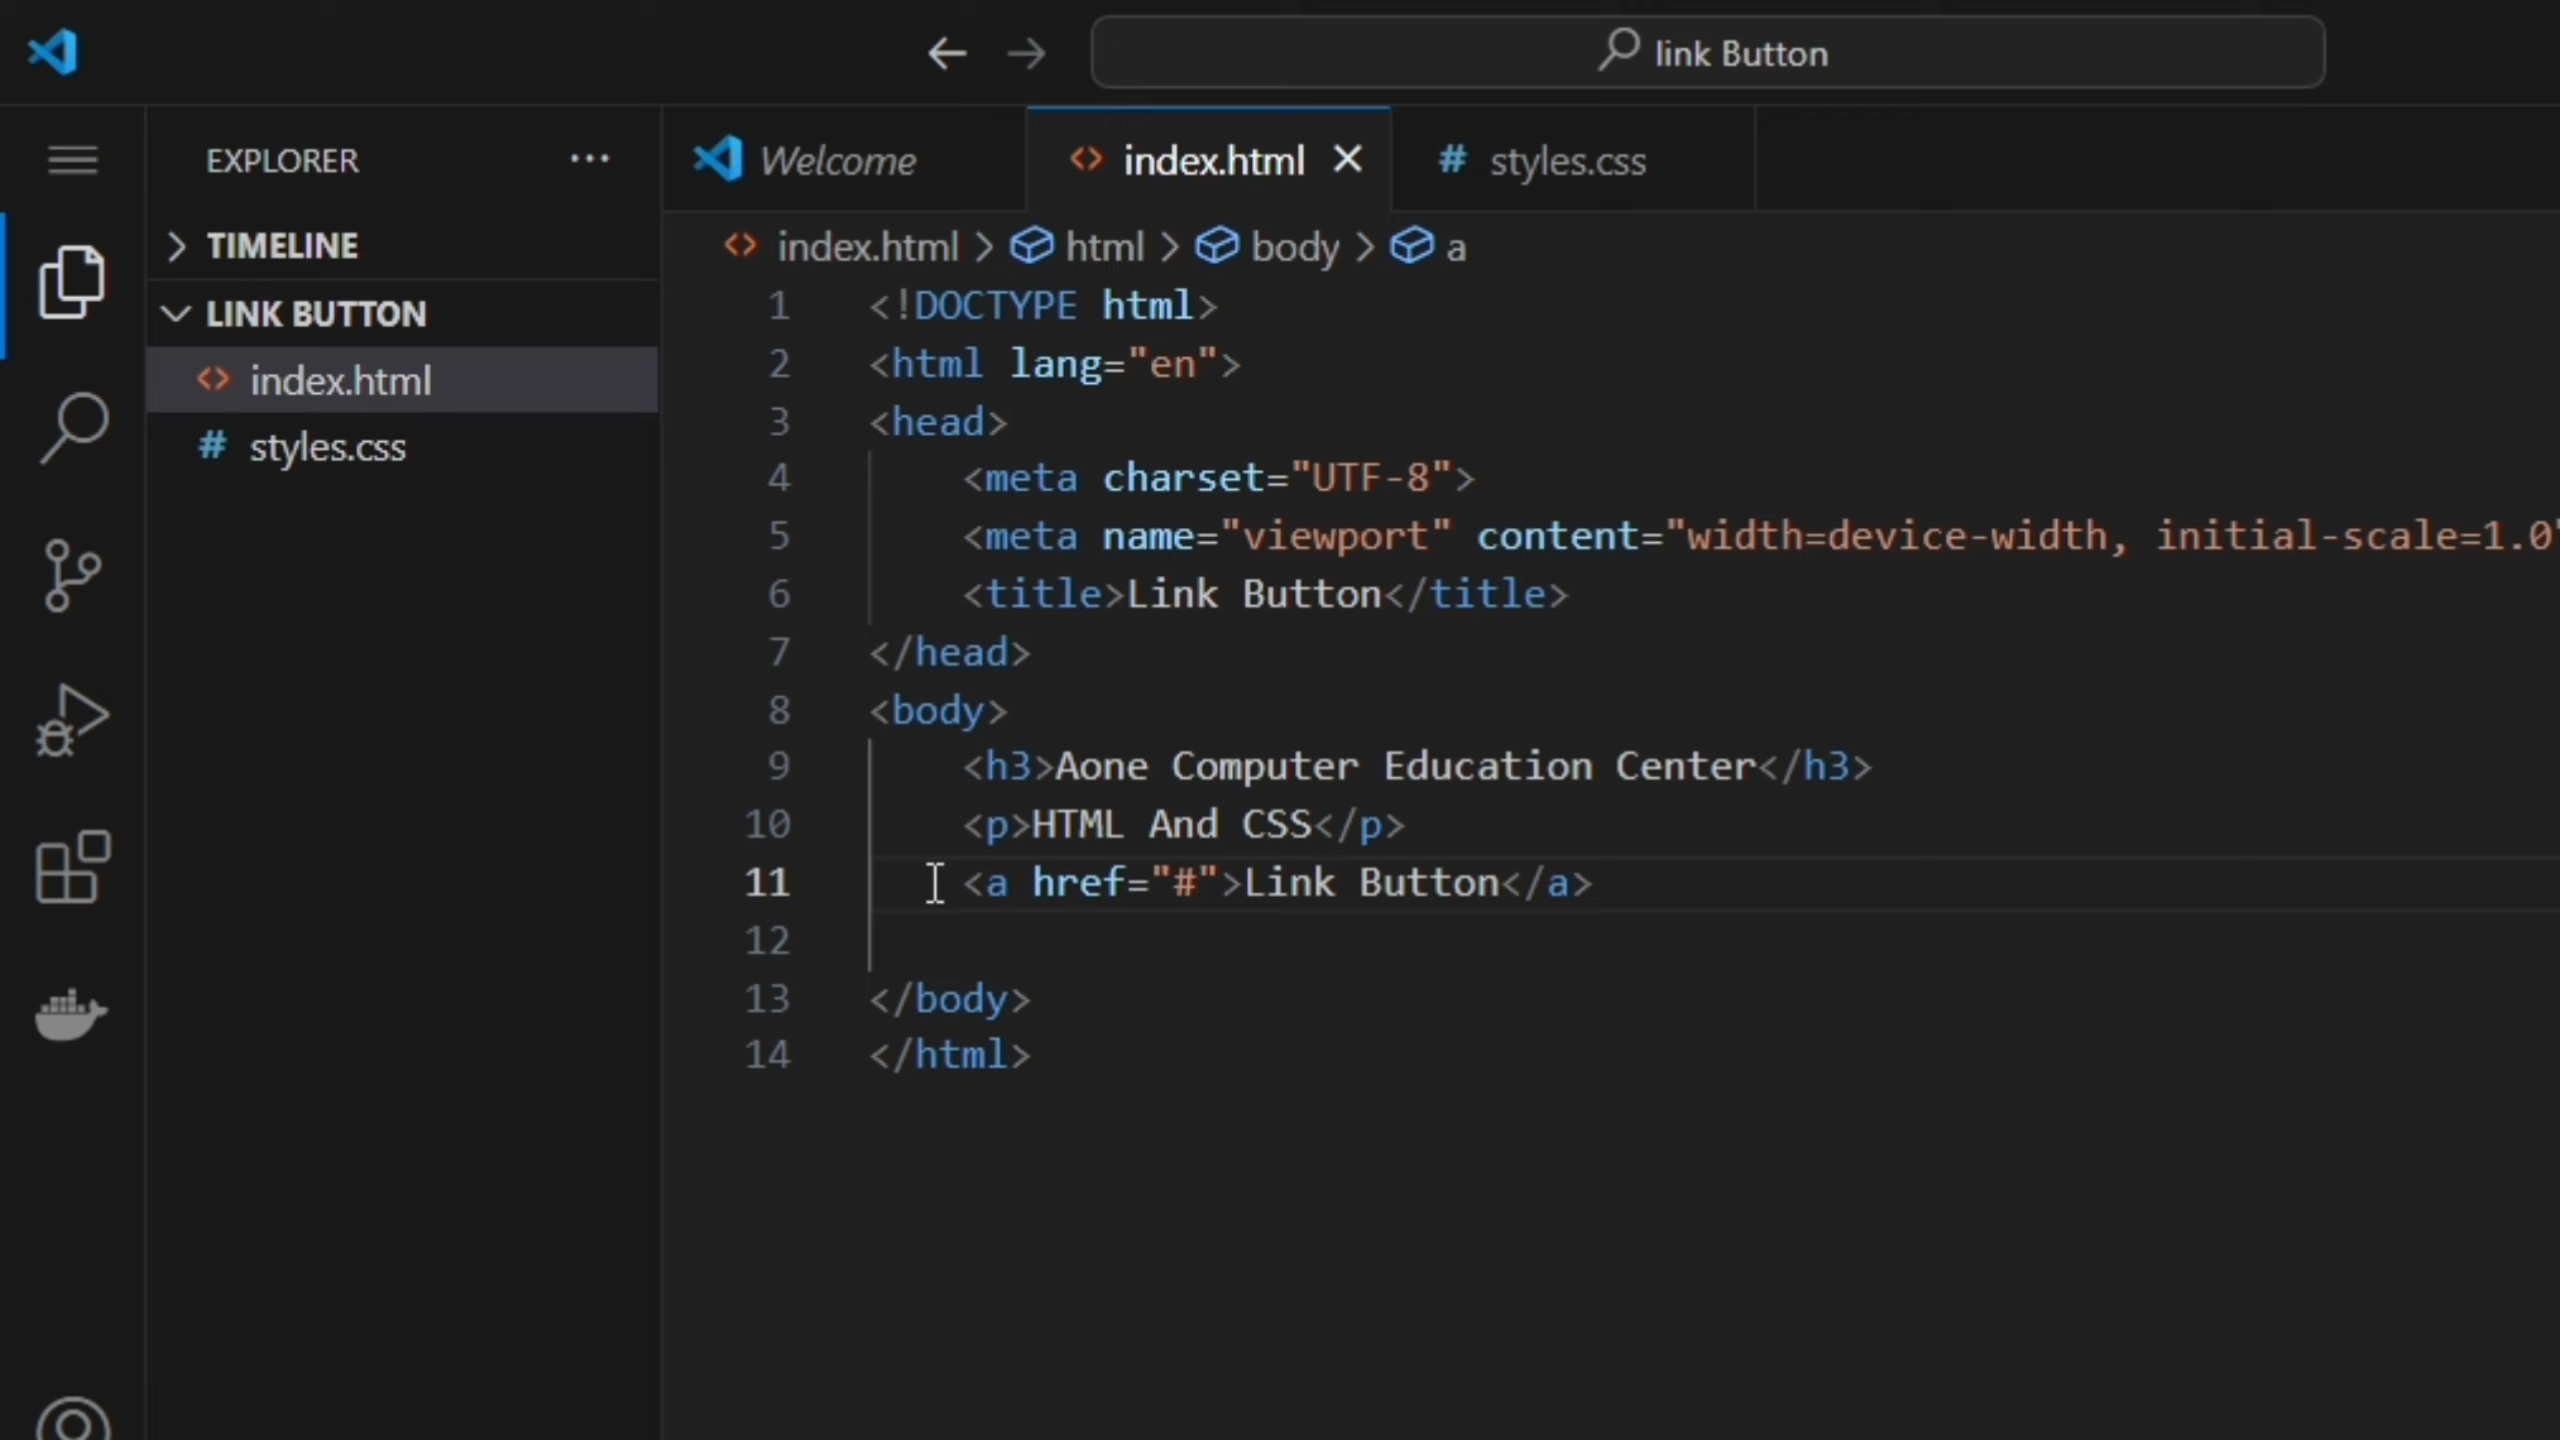 link Button
EXPLORER
Welcome
index.html
styles.css
TIMELINE
LINK BUTTON
index.html
styles.css
index.html > html > body > a
1 <!DOCTYPE html>
2 <html lang="en">
3 <head>
4 <meta charset="UTF-8">
5 <meta name="viewport" content="width=device-width, initial-scale=1.0"
6 <title>Link Button</title>
7 </head>
8 <body>
9 <h3>Aone Computer Education Center</h3>
10 <p>HTML And CSS</p>
11 <a href="#">Link Button</a>
12
13 </body>
14 </html>